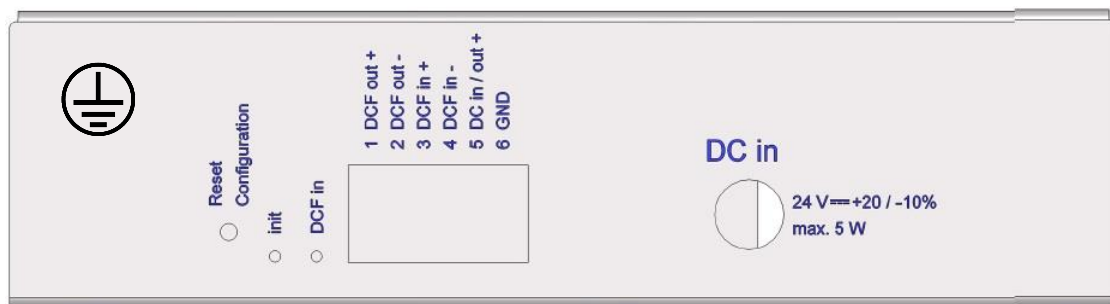 Reset
Configuration
init
DCF in
1 DCF out +
2 DCF out -
3 DCF in +
4 DCF in -
5 DC in / out +
6 GND
DC in
24 V⎓+20 / -10%
max. 5 W